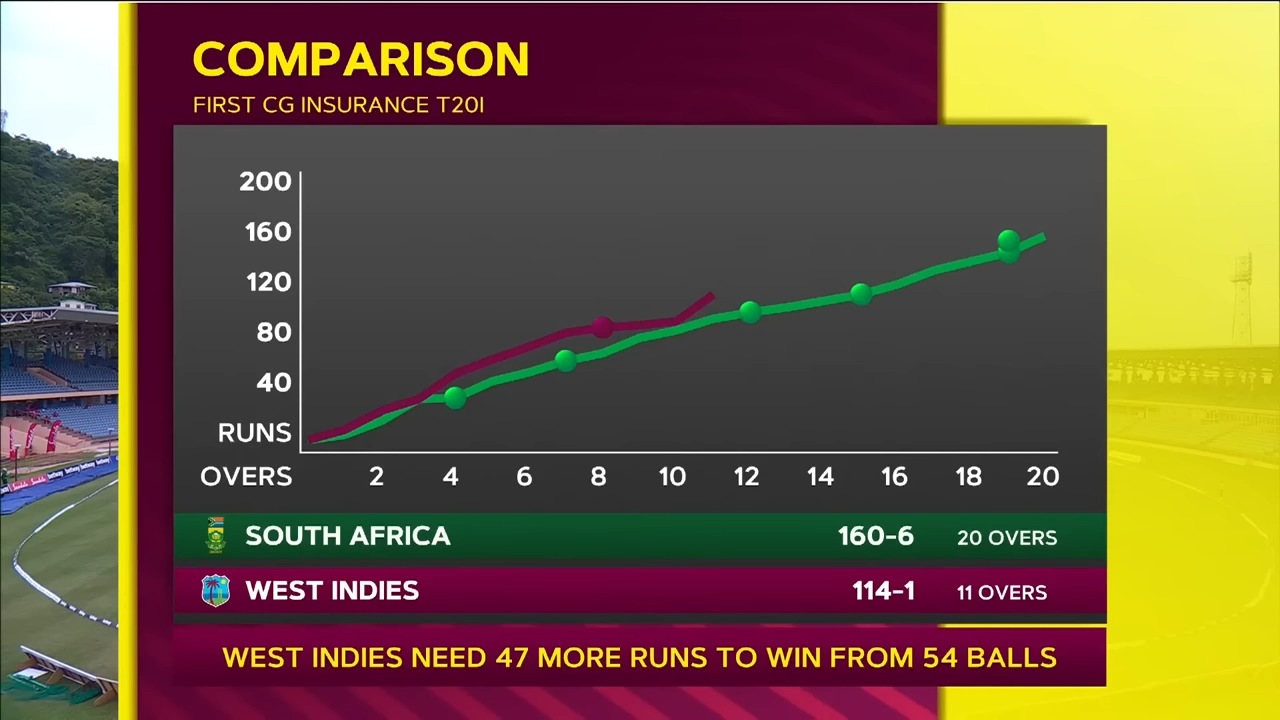 COMPARISON
FIRST CG INSURANCE T20I
200
160
120
80
40
RUNS
OVERS 2 4 6 8 10 12 14 16 18 20
SOUTH AFRICA 160-6 20 OVERS
WEST INDIES 114-1 11 OVERS
WEST INDIES NEED 47 MORE RUNS TO WIN FROM 54 BALLS